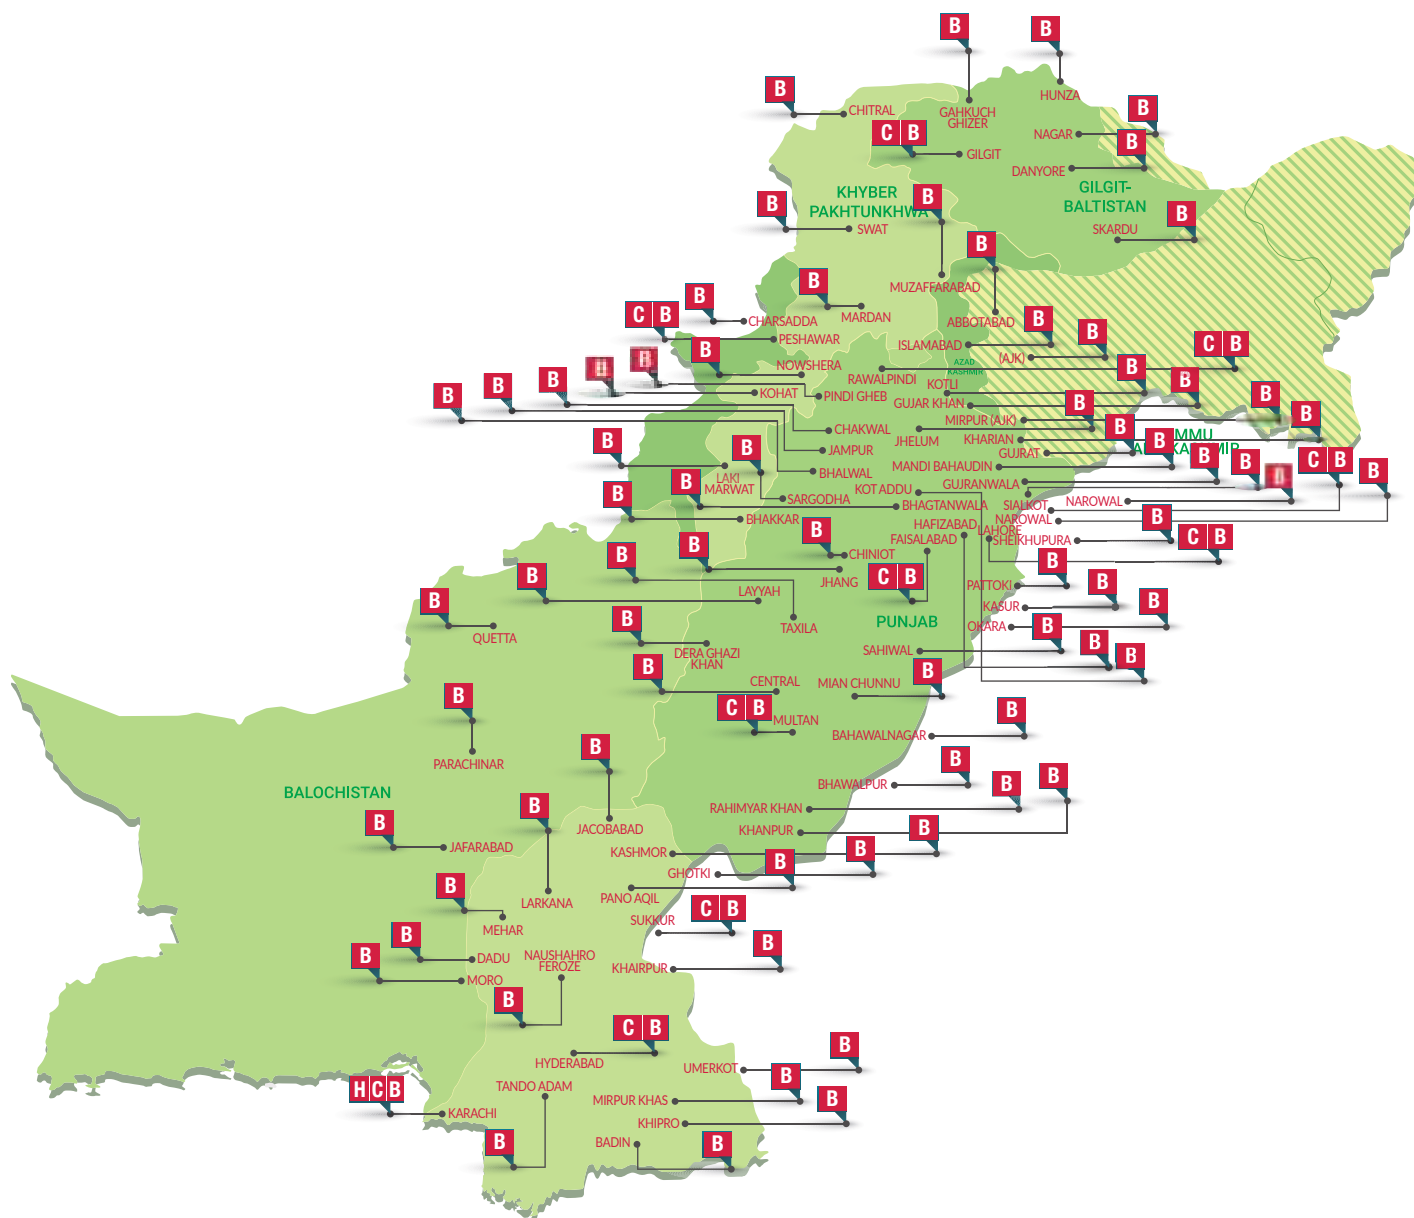 B
B
HUNZA
B
CHITRAL
GAHKUCH
GHIZER
B
C B
NAGAR
B
GILGIT
DANYORE
KHYBER
PAKHTUNKHWA
GILGIT-
BALTISTAN
B
B
SWAT
B
SKARDU
B
MUZAFFARABAD
B
MARDAN
ABBOTABAD
B
CHARSADDA
C B
PESHAWAR
B
ISLAMABAD
B
(AJK)
C B
RAWALPINDI
B
NOWSHERA
AZAD
KASHMIR
B
KOTLI
KOHAT
PINDI GHEB
B
GUJAR KHAN
B
B
B
B
MIRPUR (AJK)
B
CHAKWAL
JHELUM
B
KHARIAN
B
MMU
KA MIR
JAMPUR
GUJRAT
B
B
LAKI
MARWAT
B
BHALWAL
MANDI BAHAUDIN
B
KOT ADDU
GUJRANWALA
B
B
C B
B
SARGODHA
B
BHAGTANWALA
SIALKOT
NAROWAL
NAROWAL
B
BHAKKAR
HAFIZABAD
LAHORE
FAISALABAD
SHEIKHUPURA
B
C B
B
CHINIOT
B
JHANG
B
TAXILA
B
LAYYAH
C B
PATTOKI
B
KASUR
B
B
QUETTA
B
DERA GHAZI
KHAN
PUNJAB
OKARA
B
SAHIWAL
B
B
B
B
CENTRAL
MIAN CHUNNU
B
C B
MULTAN
B
PARACHINAR
BAHAWALNAGAR
B
B
JACOBABAD
BALOCHISTAN
BHAWALPUR
B
RAHIMYAR KHAN
B
KHANPUR
B
B
JAFARABAD
B
LARKANA
KASHMOR
B
GHOTKI
B
PANO AQIL
B
B
MEHAR
SUKKUR
C B
B
DADU
NAUSHAHRO
FEROZE
KHAIRPUR
B
B
MORO
B
C B
HYDERABAD
UMERKOT
B
TANDO ADAM
MIRPUR KHAS
B
H C B
KARACHI
KHIPRO
B
B
BADIN
B